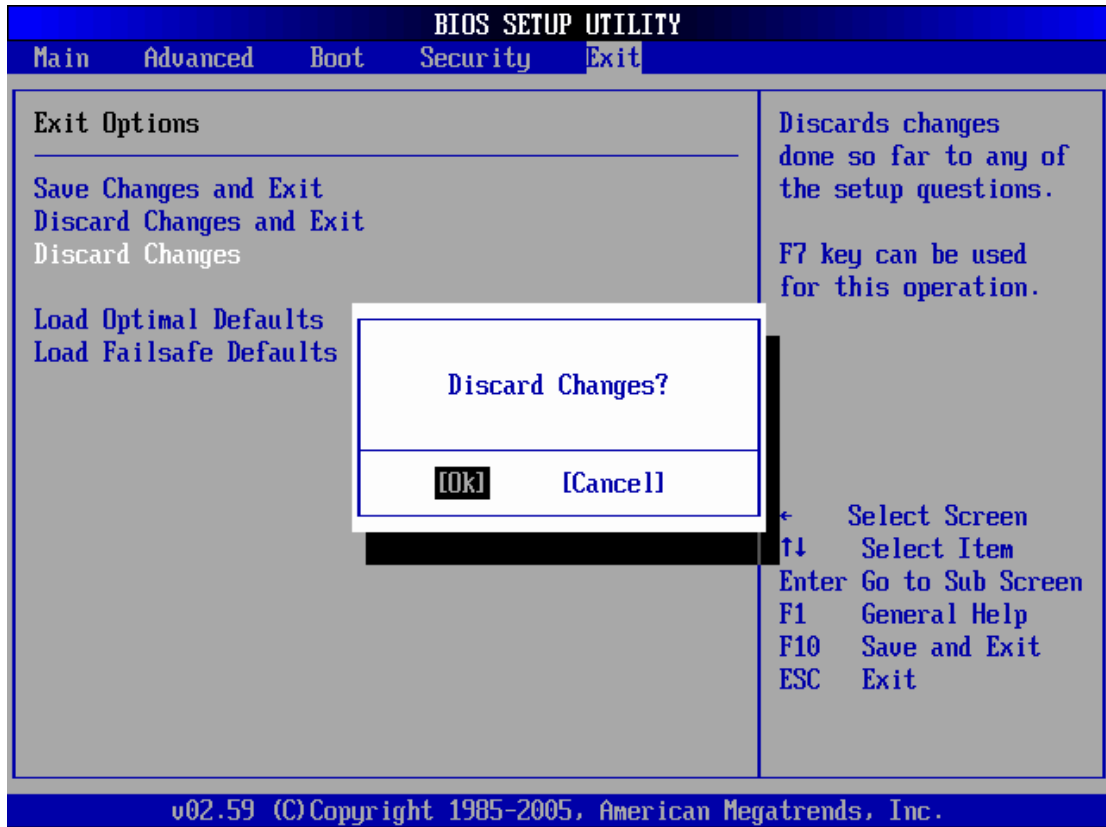 BIOS SETUP UTILITY
Main Advanced Boot Security Exit
Exit Options
Save Changes and Exit
Discard Changes and Exit
Discard Changes
Load Optimal Defaults
Load Failsafe Defaults
Discard Changes?
[Ok] [Cancel]
Discards changes
done so far to any of
the setup questions.
F7 key can be used
for this operation.
← Select Screen
↑↓ Select Item
Enter Go to Sub Screen
F1 General Help
F10 Save and Exit
ESC Exit
v02.59 (C)Copyright 1985-2005, American Megatrends, Inc.